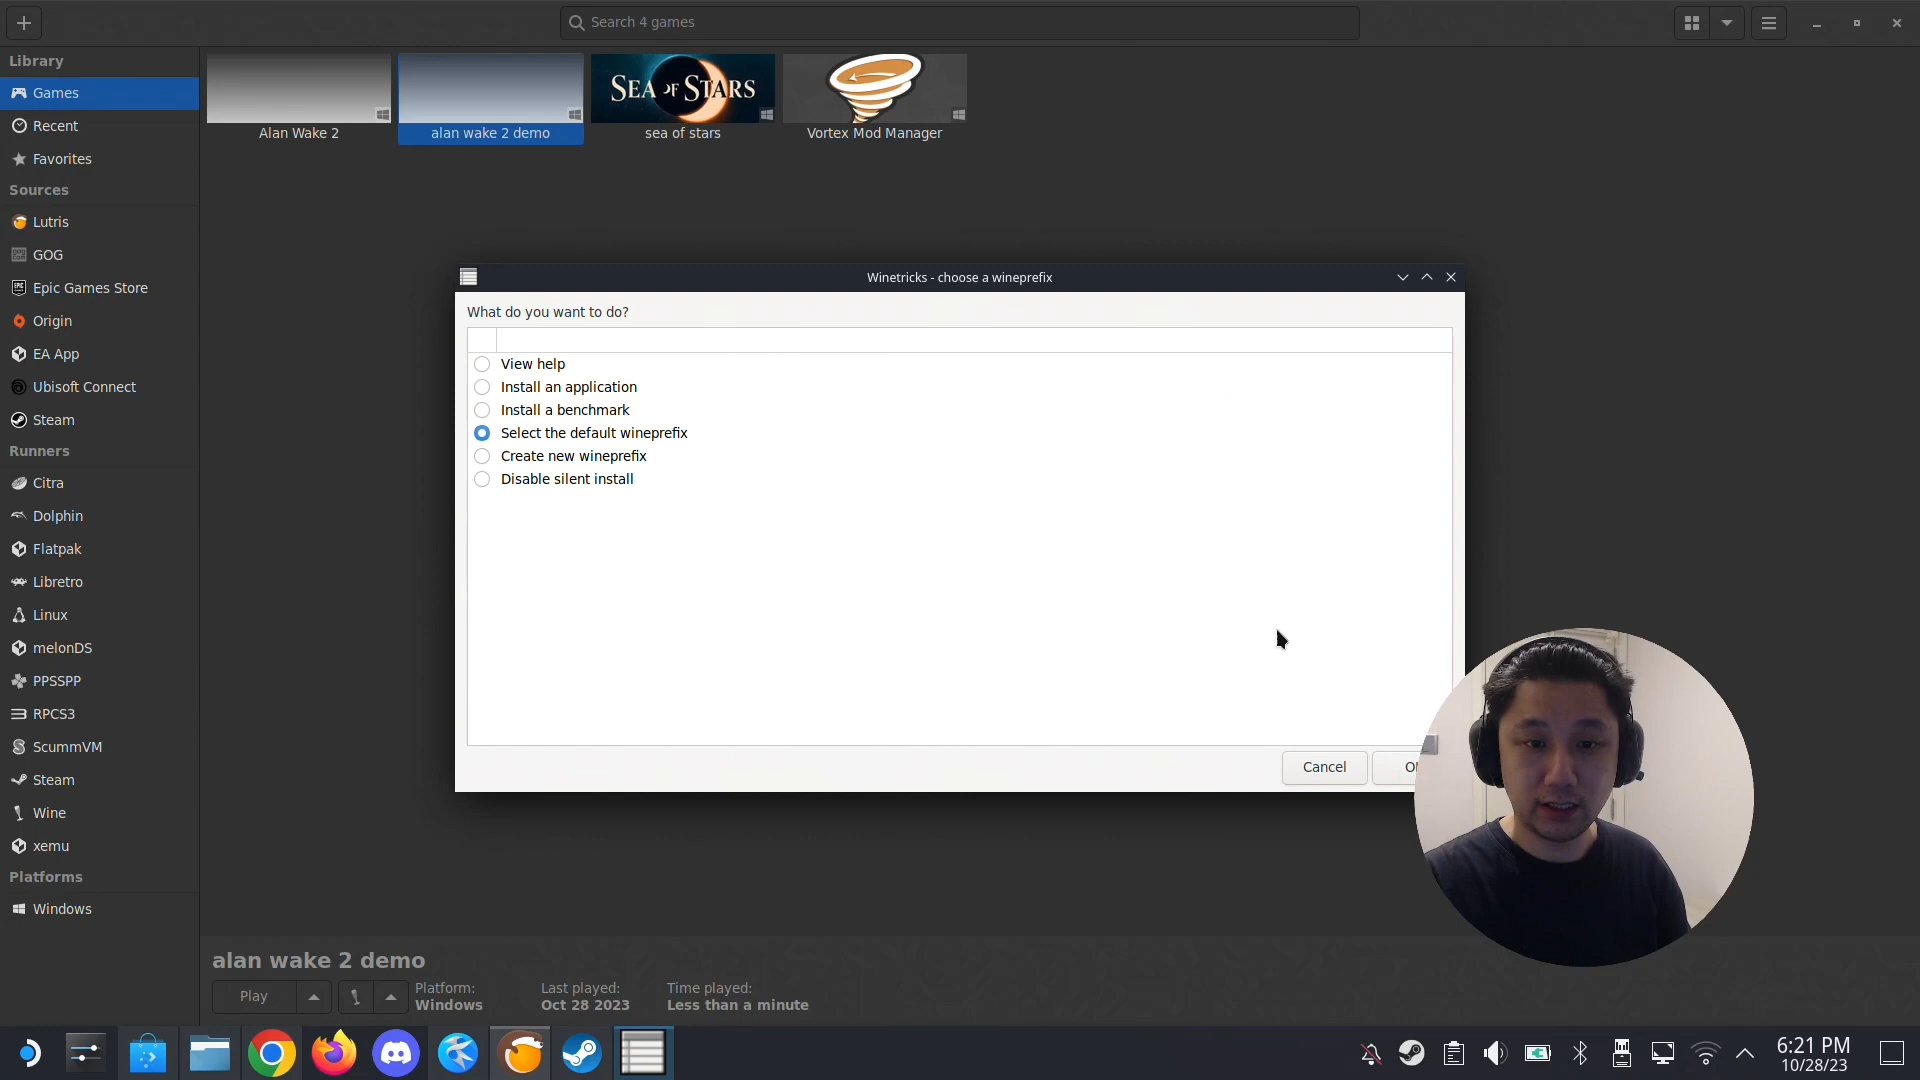 Search 4 games
Library
Games
Recent
Favorites
Sources
Lutris
GOG
Epic Games Store
Origin
EA App
Ubisoft Connect
Steam
Runners
Citra
Dolphin
Flatpak
Libretro
Linux
melonDS
PPSSPP
RPCS3
ScummVM
Steam
Wine
xemu
Platforms
Windows
SEA OF STARS
Alan Wake 2
alan wake 2 demo
sea of stars
Vortex Mod Manager
Winetricks - choose a wineprefix
What do you want to do?
View help
Install an application
Install a benchmark
Select the default wineprefix
Create new wineprefix
Disable silent install
Cancel
alan wake 2 demo
Play
Platform:
Windows
Last played:
Oct 28 2023
Time played:
Less than a minute
6:21 PM
10/28/23